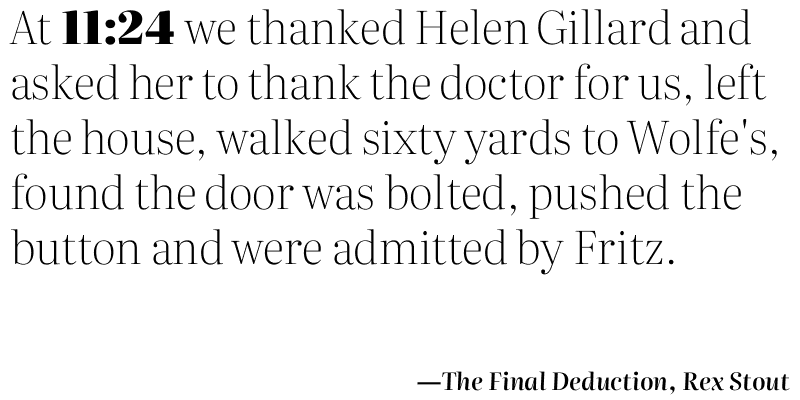 At 11:24 we thanked Helen Gillard and
asked her to thank the doctor for us, left
the house, walked sixty yards to Wolfe's,
found the door was bolted, pushed the
button and were admitted by Fritz.
—The Final Deduction, Rex Stout